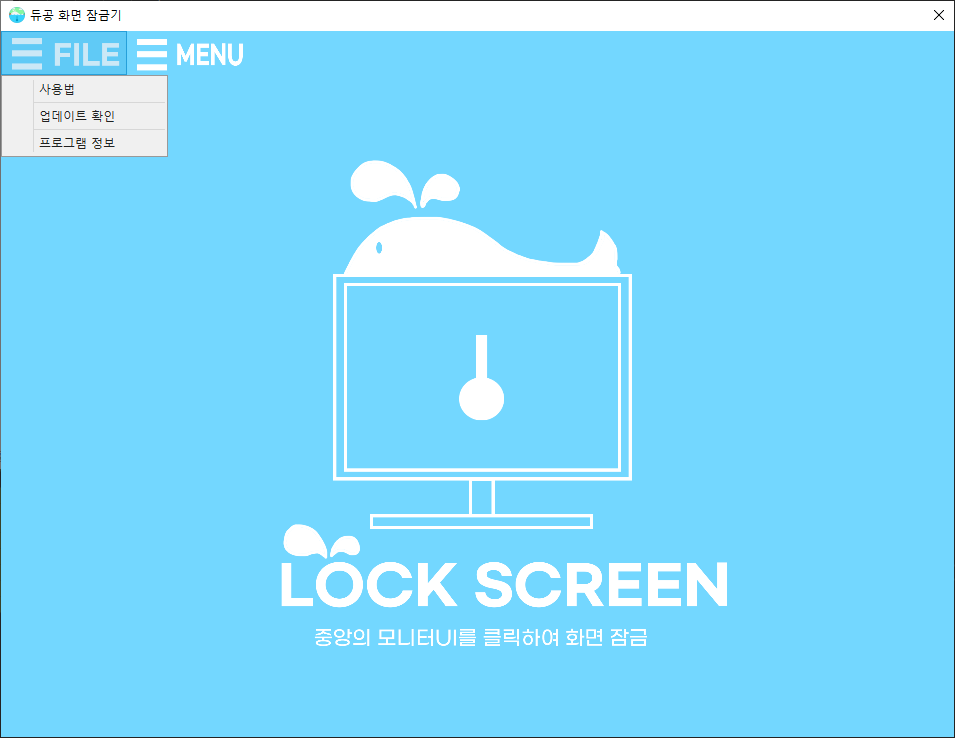 듀공 화면 잠금기
FILE MENU
사용법
업데이트 확인
프로그램 정보
LOCK SCREEN
중앙의 모니터UI를 클릭하여 화면 잠금